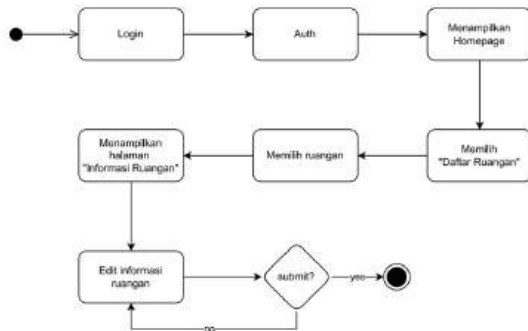 Login
Auth
Menampilkan
Homepage
Menampilkan
halaman
"Informasi Ruangan"
Memilih ruangan
Memilih
"Daftar Ruangan"
Edit informasi
ruangan
submit?
yes
no